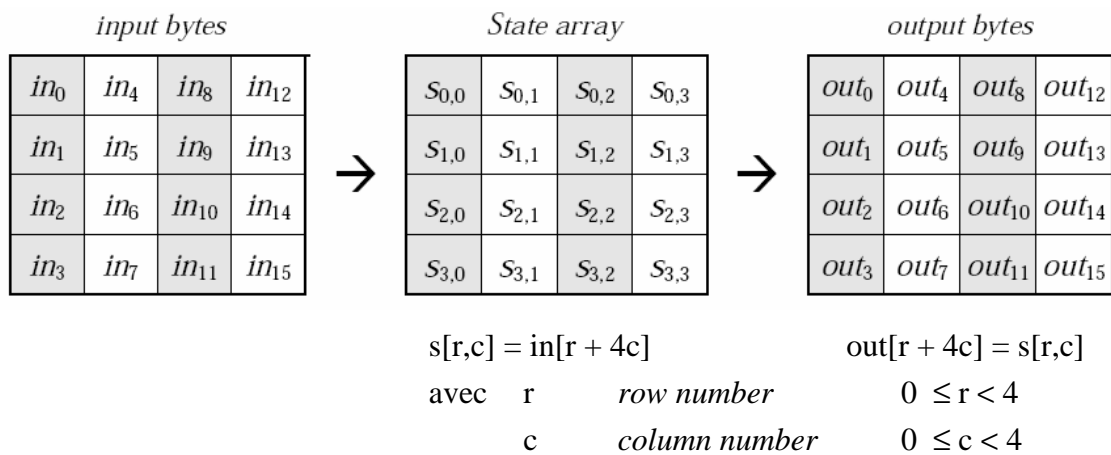 input bytes State array output bytes
in0 in4 in8 in12 s0,0 s0,1 s0,2 s0,3 out0 out4 out8 out12
in1 in5 in9 in13 → s1,0 s1,1 s1,2 s1,3 → out1 out5 out9 out13
in2 in6 in10 in14 s2,0 s2,1 s2,2 s2,3 out2 out6 out10 out14
in3 in7 in11 in15 s3,0 s3,1 s3,2 s3,3 out3 out7 out11 out15
s[r,c] = in[r + 4c] out[r + 4c] = s[r,c]
avec r row number 0 ≤ r < 4
c column number 0 ≤ c < 4